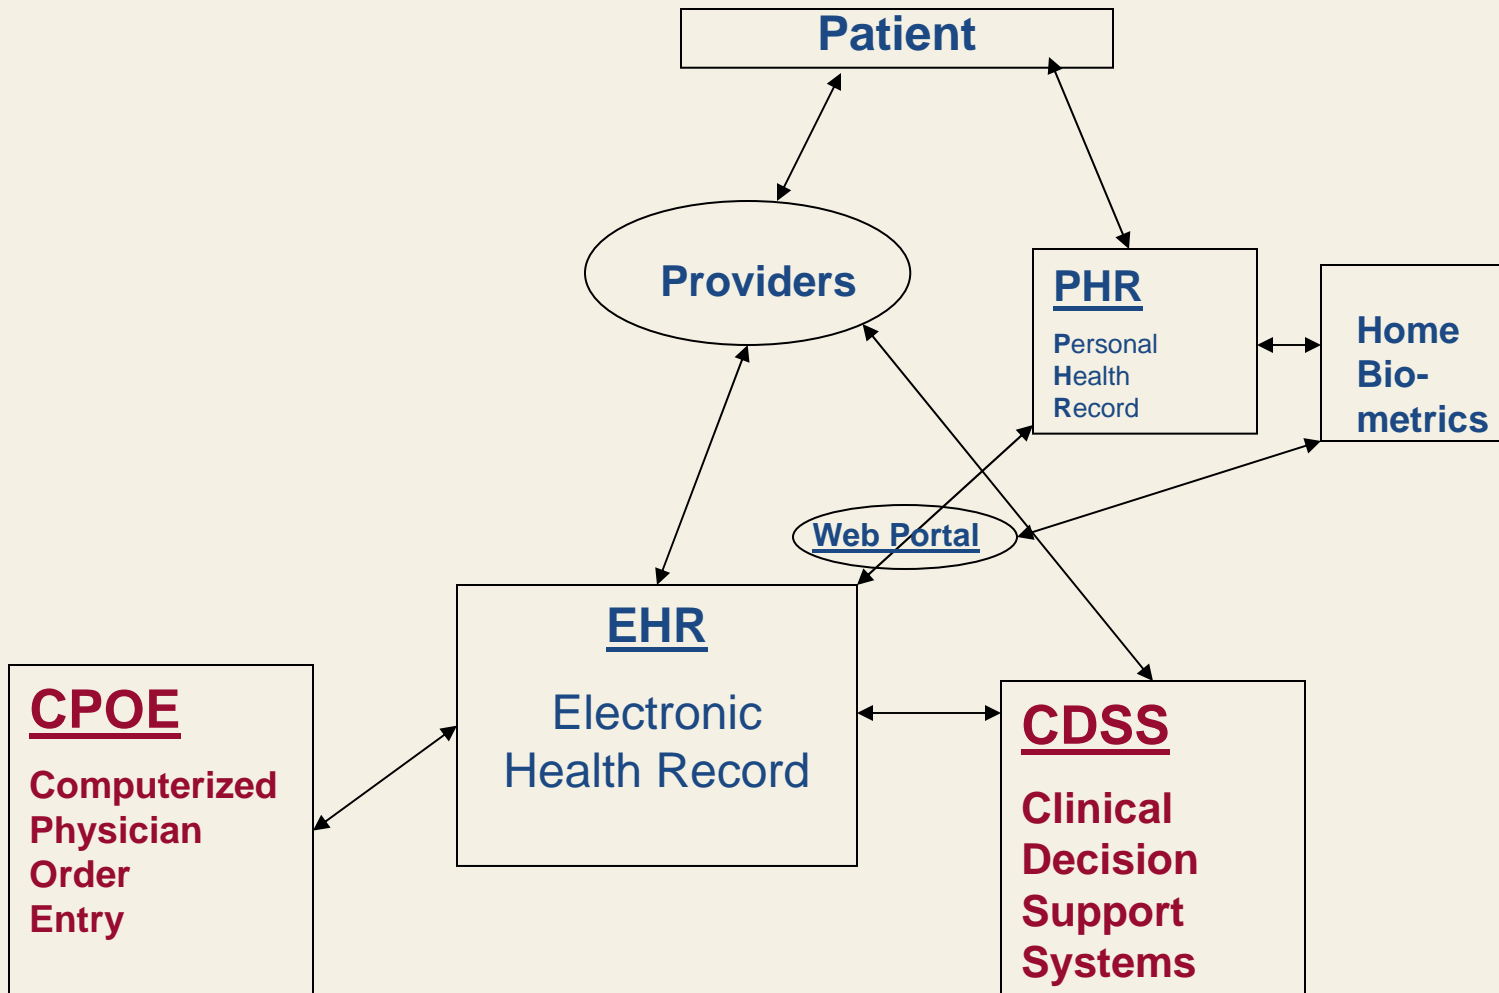 Patient
Providers
PHR
Personal
Health
Record
Home
Bio-
metrics
Web Portal
EHR
Electronic
Health Record
CPOE
Computerized
Physician
Order
Entry
CDSS
Clinical
Decision
Support
Systems